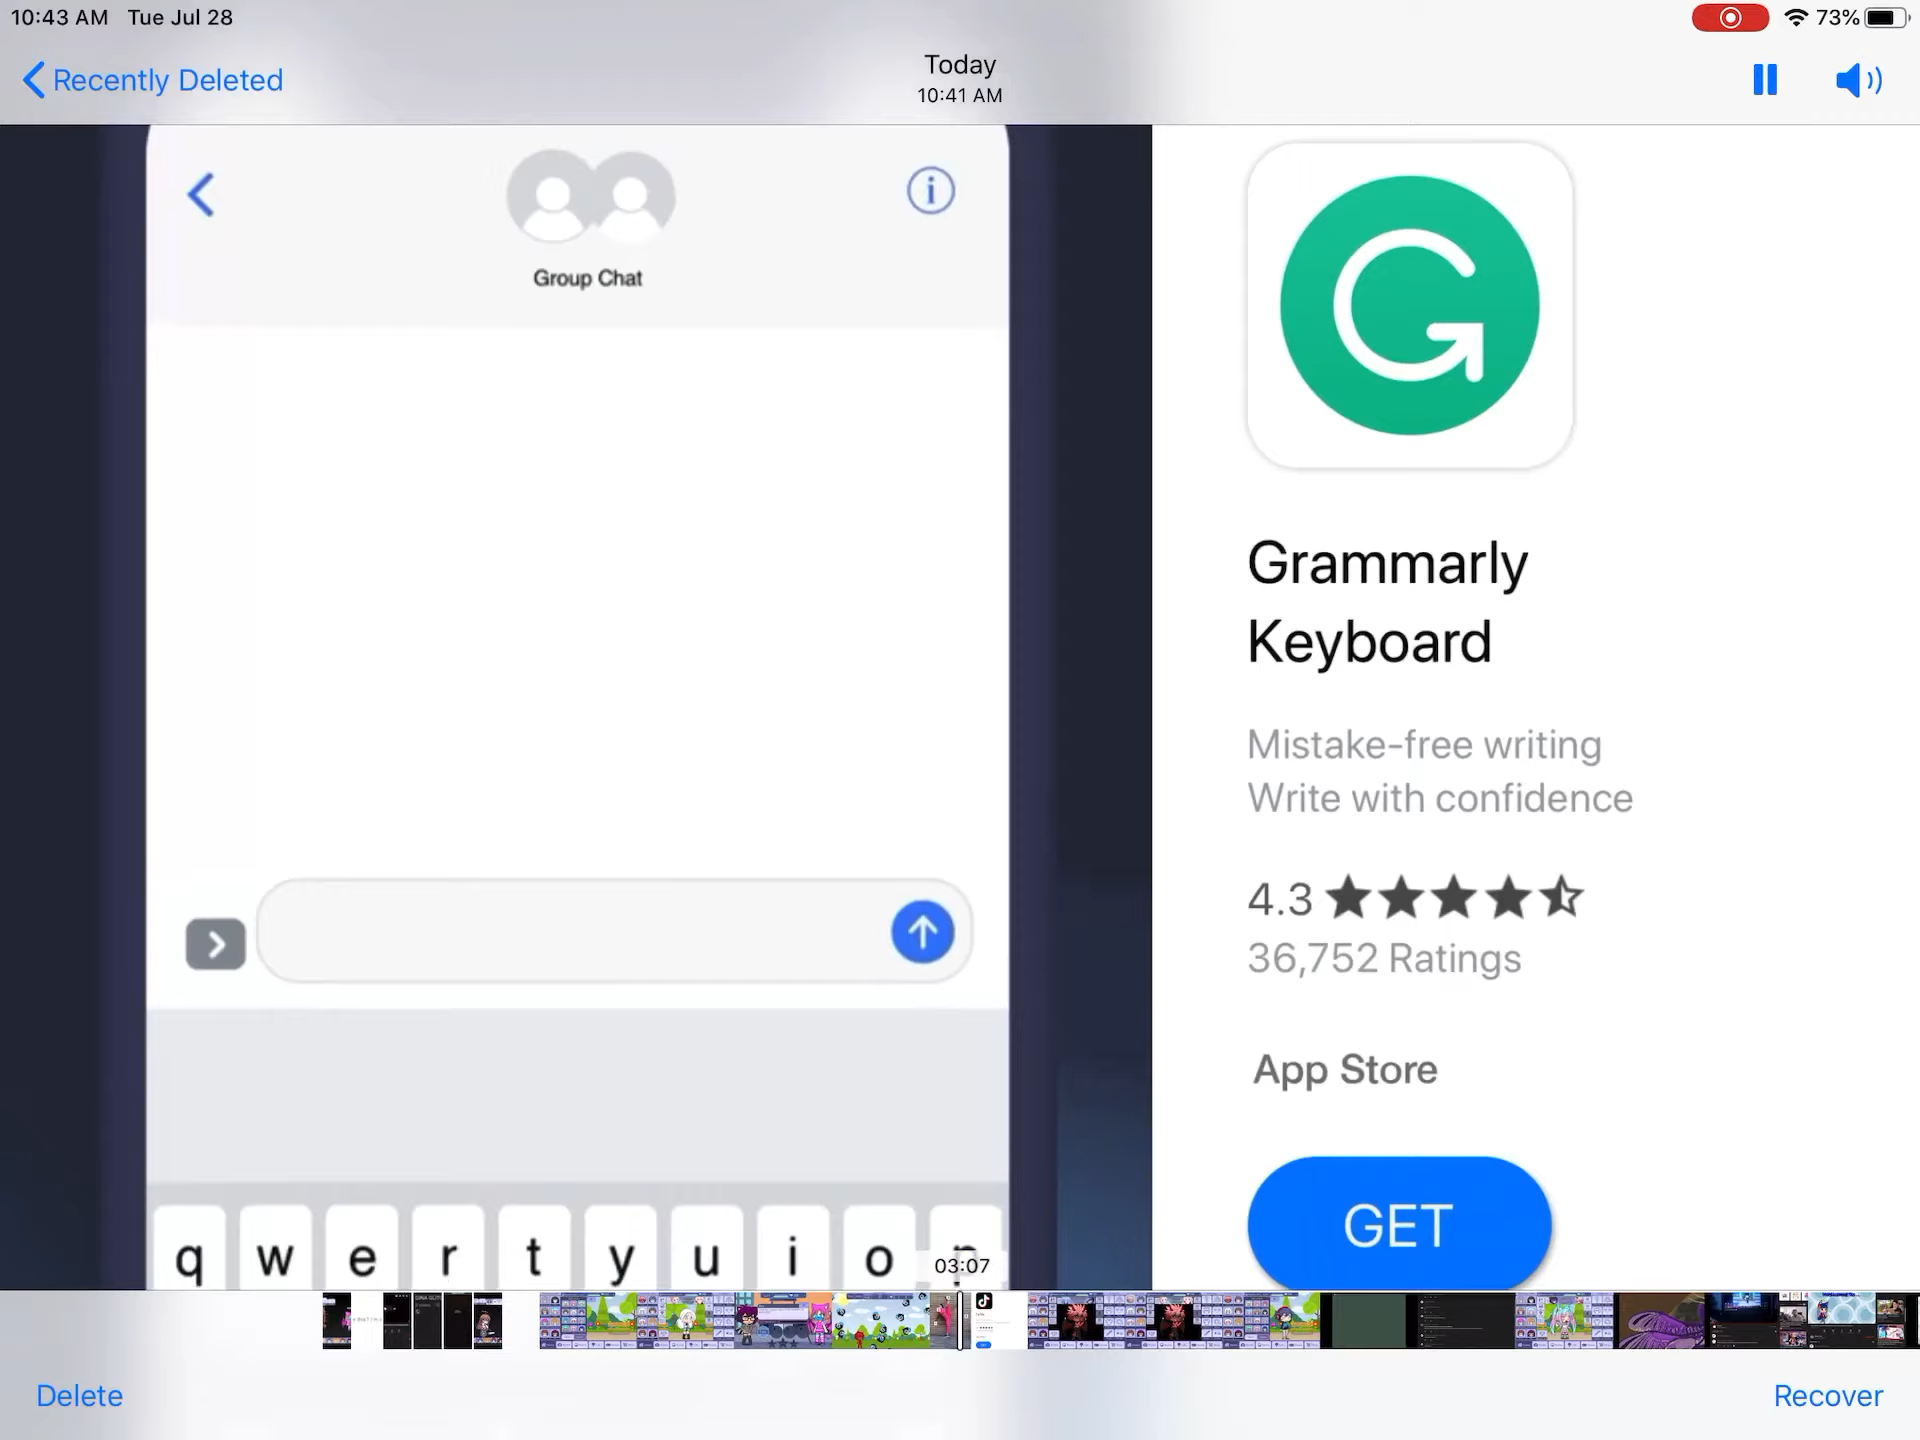 10:43 AM Tue Jul 28
73%
Recently Deleted
Today
10:41 AM
Group Chat
Grammarly
Keyboard
Mistake-free writing
Write with confidence
4.3
36,752 Ratings
App Store
GET
q w e r t y u i o p
03:07
Delete
Recover